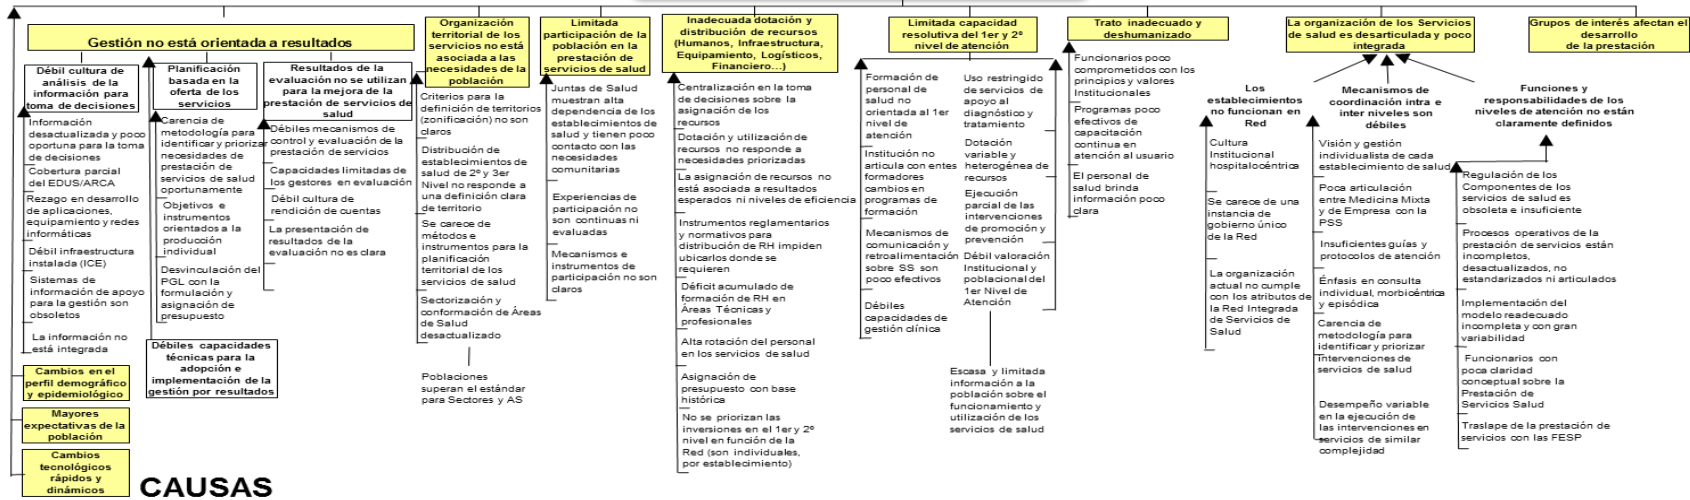 Gestión no está orientada a resultados
Débil cultura de
análisis de la
información para
toma de decisiones
Información
desactualizada y poco
oportuna para la toma
de decisiones
Cobertura parcial
del EDUS/ARCA
Rezago en desarrollo
de aplicaciones,
equipamiento y redes
informáticas
Débil infraestructura
instalada (ICE)
Sistemas de
información de apoyo
para la gestión son
obsoletos
La información no
está integrada
Planificación
basada en la
oferta de los
servicios
Carencia de
metodología para
identificar y priorizar
necesidades de
prestación de
servicios de salud
oportunamente
Objetivos e
instrumentos
orientados a la
producción
individual
Desvinculación del
PGL con la
formulación y
asignación de
presupuesto
Débiles capacidades
técnicas para la
adopción e
implementación de la
gestión por resultados
Resultados de la
evaluación no se utilizan
para la mejora de la
prestación de servicios de
salud
Débiles mecanismos de
control y evaluación de la
prestación de servicios
Capacidades limitadas de
los gestores en evaluación
Débil cultura de
rendición de cuentas
La presentación de
resultados de la
evaluación no es clara
Organización
territorial de los
servicios no está
asociada a las
necesidades de la
población
Criterios para la
definición de territorios
(zonificación) no son
claros
Distribución de
establecimientos de
salud de 2º y 3er
Nivel no responde a
una definición clara
de territorio
Se carece de
métodos e
instrumentos para la
planificación
territorial de los
servicios de salud
Sectorización y
conformación de Áreas
de Salud
desactualizado
Poblaciones
superan el estándar
para Sectores y AS
Limitada
participación de la
población en la
prestación de
servicios de salud
Juntas de Salud
muestran alta
dependencia de los
establecimientos de
salud y tienen poco
contacto con las
necesidades
comunitarias
Experiencias de
participación no
son continuas ni
evaluadas
Mecanismos e
instrumentos de
participación no son
claros
Inadecuada dotación y
distribución de recursos
(Humanos, Infraestructura,
Equipamiento, Logísticos,
Financiero...)
Centralización en la toma
de decisiones sobre la
asignación de los
recursos
Dotación y utilización de
recursos no responde a
necesidades priorizadas
La asignación de recursos no
está asociada a resultados
esperados ni niveles de eficiencia
Instrumentos reglamentarios
y normativos para
distribución de RH impiden
ubicarlos donde se
requieren
Déficit acumulado de
formación de RH en
Áreas Técnicas y
profesionales
Alta rotación del personal
en los servicios de salud
Asignación de
presupuesto con base
histórica
No se priorizan las
inversiones en el 1er y 2º
nivel en función de la
Red (son individuales,
por establecimiento)
Limitada capacidad
resolutiva del 1er y 2º
nivel de atención
Formación de
personal de
salud no
orientada al 1er
nivel de
atención
Institución no
articula con entes
formadores
cambios en
programas de
formación
Mecanismos de
comunicación y
retroalimentación
sobre SS son
poco efectivos
Débiles
capacidades de
gestión clínica
Uso restringido
de servicios de
apoyo al
diagnóstico y
tratamiento
Dotación
variable y
heterogénea de
recursos
Ejecución
parcial de las
intervenciones
de promoción y
prevención
Débil valoración
Institucional y
poblacional del
1er Nivel de
Atención
Escasa y limitada
información a la
población sobre el
funcionamiento y
utilización de los
servicios de salud
Trato inadecuado y
deshumanizado
Funcionarios poco
comprometidos con los
principios y valores
Institucionales
Programas poco
efectivos de
capacitación
continua en
atención al usuario
El personal de
salud brinda
información poco
clara
La organización de los Servicios
de salud es desarticulada y poco
integrada
Los
establecimientos
no funcionan en
Red
Cultura
Institucional
hospitalocéntrica
Se carece de una
instancia de
gobierno único
de la Red
La organización
actual no cumple
con los atributos de
la Red Integrada
de Servicios de
Salud
Mecanismos de
coordinación intra e
inter niveles son
débiles
Visión y gestión
individualista de cada
establecimiento de salud
Poca articulación
entre Medicina Mixta
y de Empresa con la
PSS
Insuficientes guías y
protocolos de atención
Énfasis en consulta
individual, morbicéntrica
y episódica
Carencia de
metodología para
identificar y priorizar
intervenciones de
servicios de salud
Desempeño variable
en la ejecución de
las intervenciones en
servicios de similar
complejidad
Funciones y
responsabilidades de los
niveles de atención no están
claramente definidos
Regulación de los
Componentes de los
servicios de salud es
obsoleta e insuficiente
Procesos operativos de la
prestación de servicios están
incompletos,
desactualizados, no
estandarizados ni articulados
Implementación del
modelo readecuado
incompleta y con gran
variabilidad
Funcionarios con
poca claridad
conceptual sobre la
Prestación de
Servicios Salud
Traslape de la prestación de
servicios con las FESP
Grupos de interés afectan el
desarrollo
de la prestación
Cambios en el
perfil demográfico
y epidemiológico
Mayores
expectativas de la
población
Cambios
tecnológicos
rápidos y
dinámicos
CAUSAS